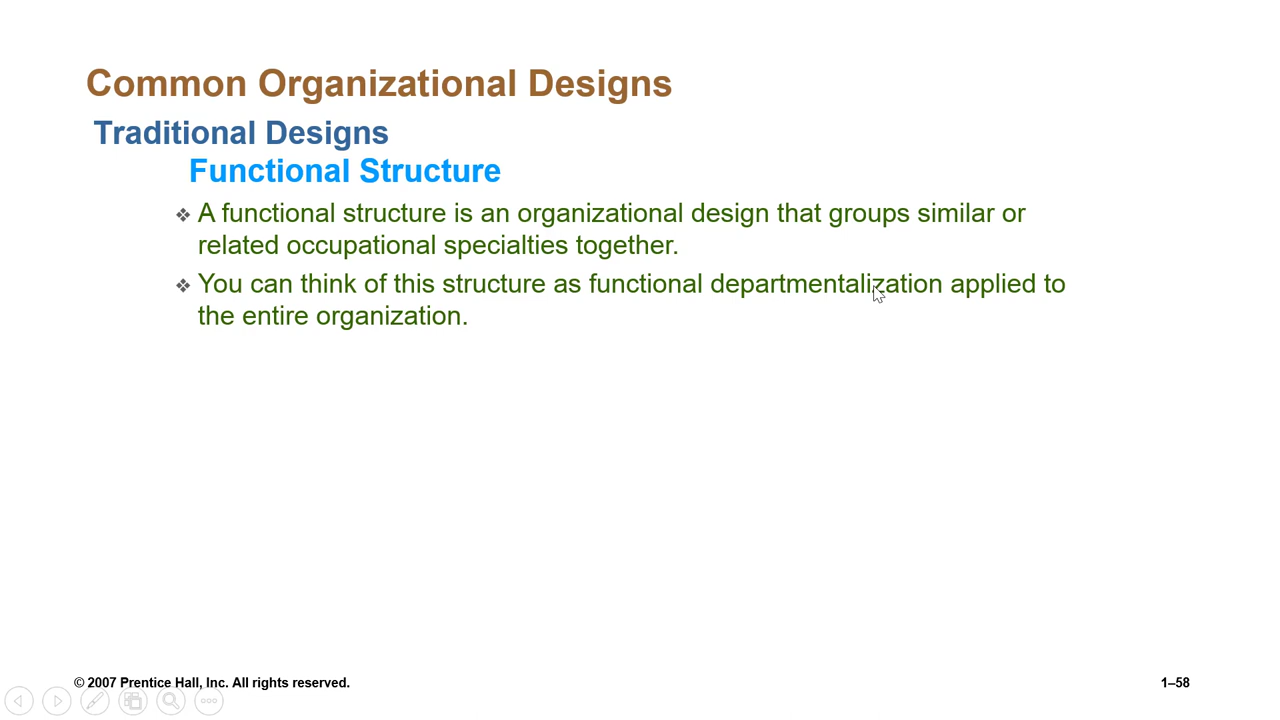 Common Organizational Designs
Traditional Designs
Functional Structure
❖ A functional structure is an organizational design that groups similar or
related occupational specialties together.
❖ You can think of this structure as functional departmentalization applied to
the entire organization.
© 2007 Prentice Hall, Inc. All rights reserved.
1–58